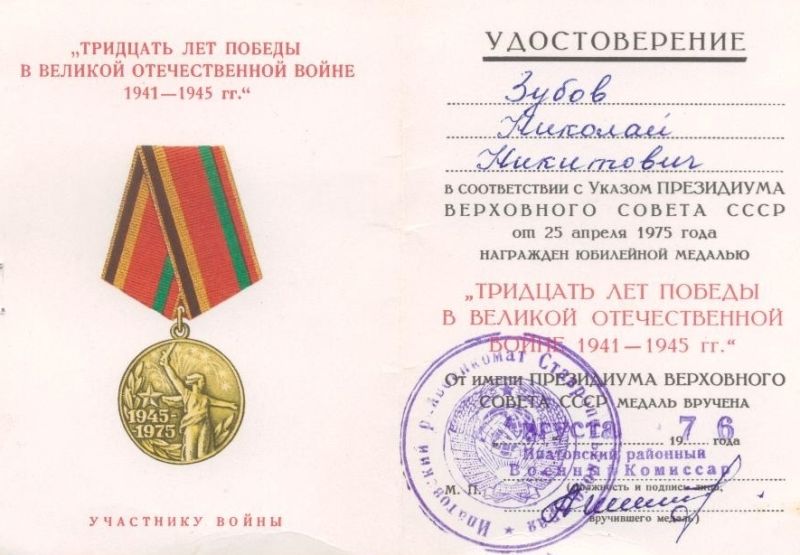 „ТРИДЦАТЬ ЛЕТ ПОБЕДЫ
В ВЕЛИКОЙ ОТЕЧЕСТВЕННОЙ ВОЙНЕ
1941—1945 гг.“
1945-
1975
УЧАСТНИКУ ВОЙНЫ
УДОСТОВЕРЕНИЕ
Зубов
Николай
Никитович
В СООТВЕТСТВИИ С УКАЗОМ ПРЕЗИДИУМА
ВЕРХОВНОГО СОВЕТА СССР
от 25 апреля 1975 года
НАГРАЖДЕН ЮБИЛЕЙНОЙ МЕДАЛЬЮ
„ТРИДЦАТЬ ЛЕТ ПОБЕДЫ
В ВЕЛИКОЙ ОТЕЧЕСТВЕННОЙ
ВОЙНЕ 1941—1945 гг.“
От имени ПРЕЗИДИУМА ВЕРХОВНОГО
СОВЕТА СССР МЕДАЛЬ ВРУЧЕНА
августа 1976 года
Ипатовский районный
Военный Комиссар
М. П. (должность и подпись лица,
вручившего медаль)
Ипатовский райвоенкомат